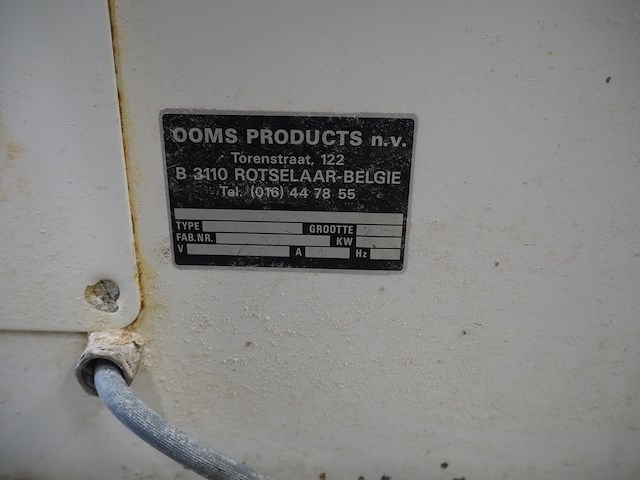 OOMS PRODUCTS n.v.
Torenstraat, 122
B 3110 ROTSELAAR-BELGIE
Tel. (016) 44 78 55
TYPE GROOTTE
FAB.NR. KW
V A Hz